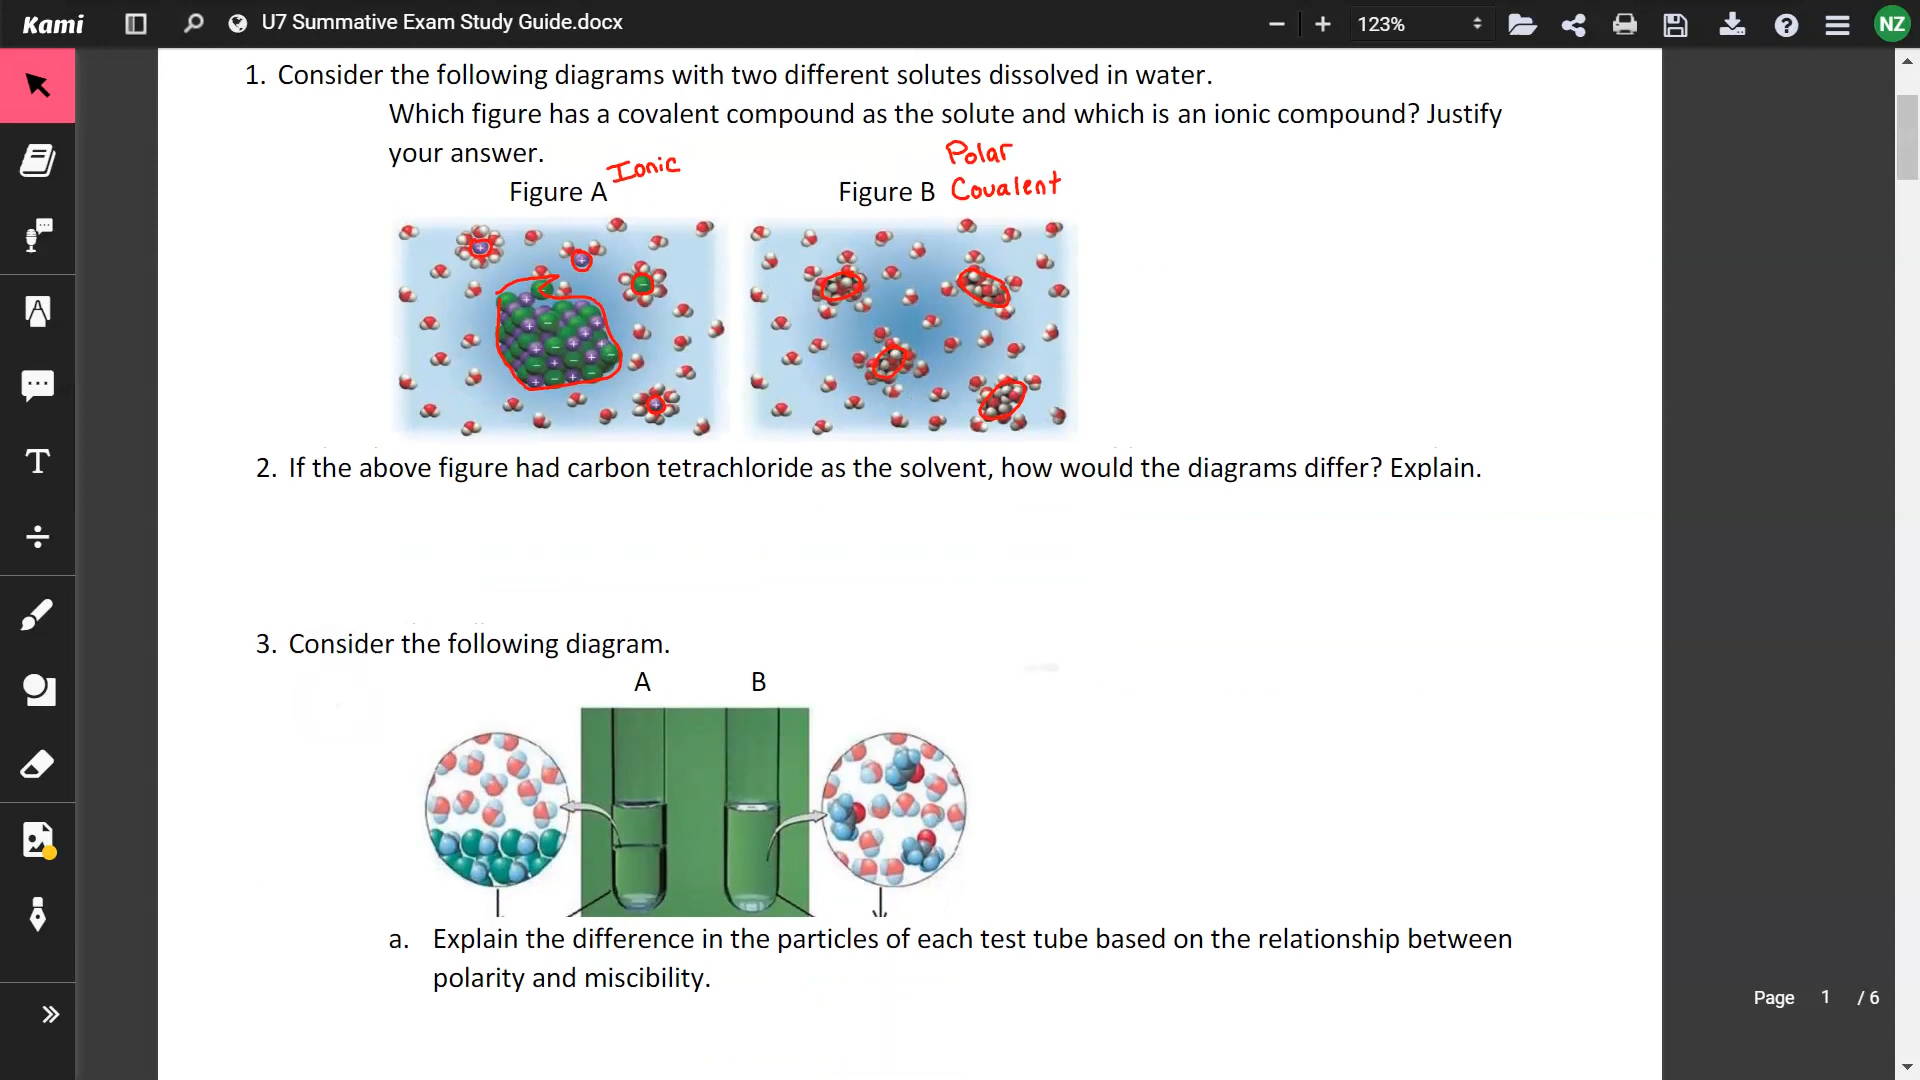 Kami
U7 Summative Exam Study Guide.docx
123%
NZ
1. Consider the following diagrams with two different solutes dissolved in water.
Which figure has a covalent compound as the solute and which is an ionic compound? Justify
your answer.
Figure A Ionic
Figure B Polar Covalent
2. If the above figure had carbon tetrachloride as the solvent, how would the diagrams differ? Explain.
3. Consider the following diagram.
A B
a. Explain the difference in the particles of each test tube based on the relationship between
polarity and miscibility.
Page 1 / 6